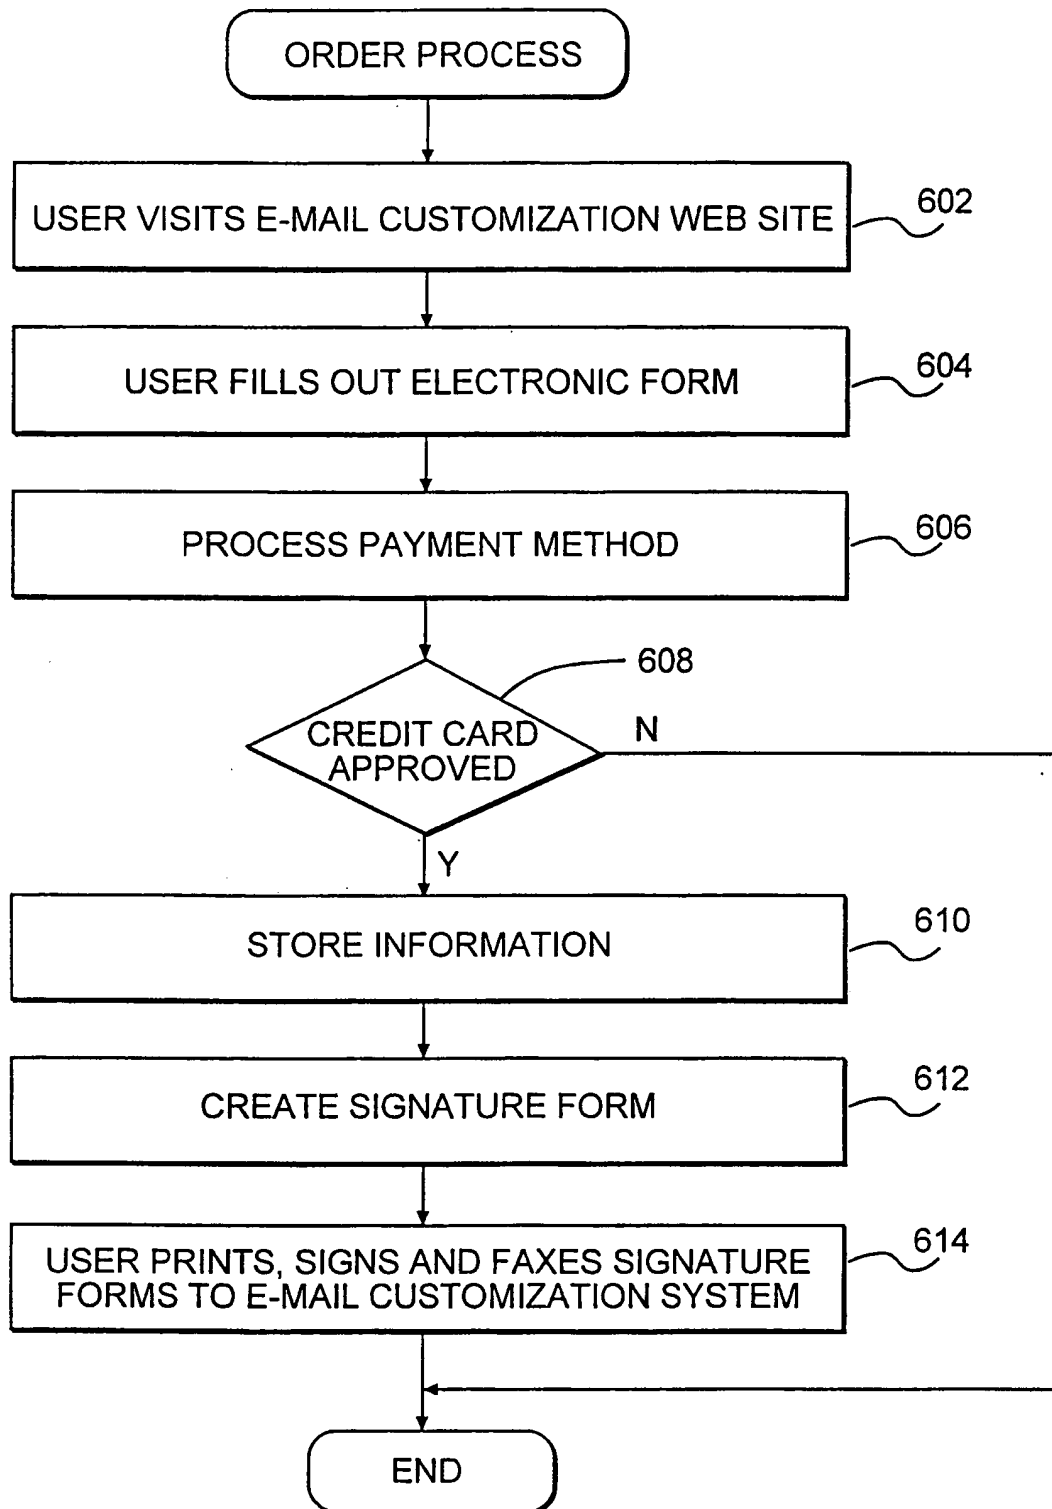 ORDER PROCESS
USER VISITS E-MAIL CUSTOMIZATION WEB SITE
602
USER FILLS OUT ELECTRONIC FORM
604
PROCESS PAYMENT METHOD
606
608
CREDIT CARD
APPROVED
N
Y
STORE INFORMATION
610
CREATE SIGNATURE FORM
612
USER PRINTS, SIGNS AND FAXES SIGNATURE
FORMS TO E-MAIL CUSTOMIZATION SYSTEM
614
END